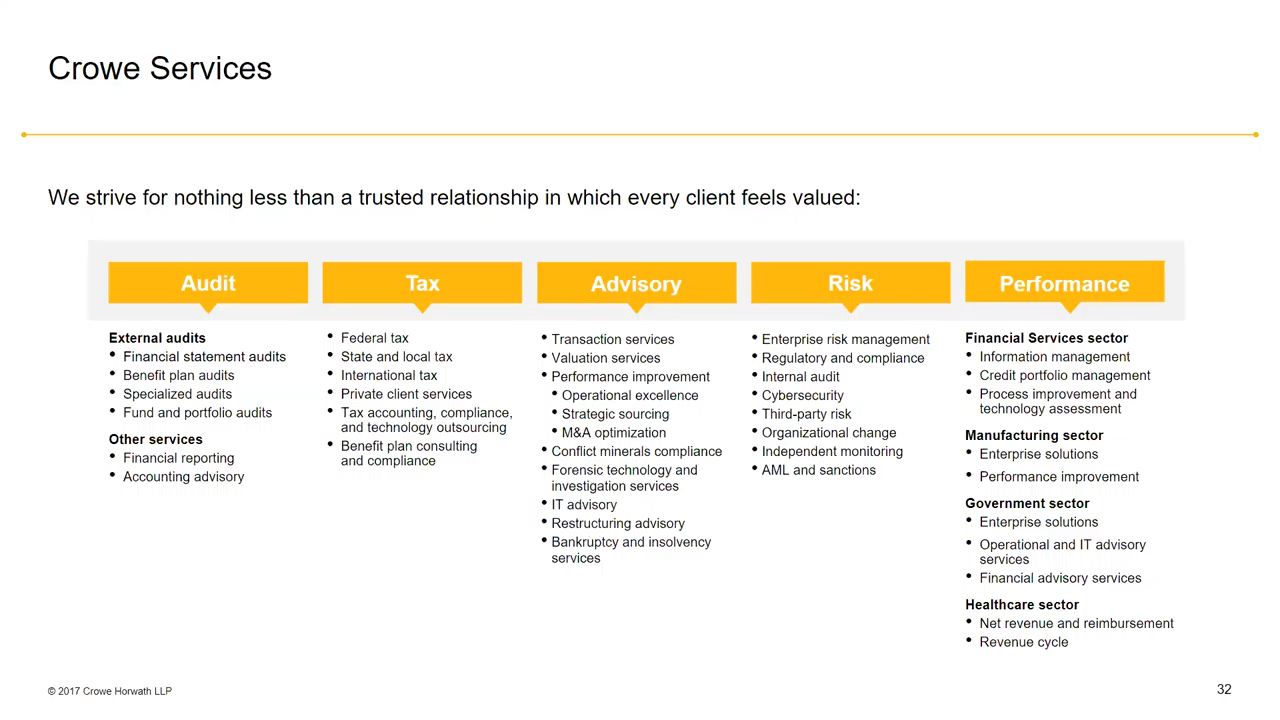 Crowe Services
We strive for nothing less than a trusted relationship in which every client feels valued:
Audit
External audits
• Financial statement audits
• Benefit plan audits
• Specialized audits
• Fund and portfolio audits
Other services
• Financial reporting
• Accounting advisory
Tax
• Federal tax
• State and local tax
• International tax
• Private client services
• Tax accounting, compliance,
and technology outsourcing
• Benefit plan consulting
and compliance
Advisory
• Transaction services
• Valuation services
• Performance improvement
• Operational excellence
• Strategic sourcing
• M&A optimization
• Conflict minerals compliance
• Forensic technology and
investigation services
• IT advisory
• Restructuring advisory
• Bankruptcy and insolvency
services
Risk
• Enterprise risk management
• Regulatory and compliance
• Internal audit
• Cybersecurity
• Third-party risk
• Organizational change
• Independent monitoring
• AML and sanctions
Performance
Financial Services sector
• Information management
• Credit portfolio management
• Process improvement and
technology assessment
Manufacturing sector
• Enterprise solutions
• Performance improvement
Government sector
• Enterprise solutions
• Operational and IT advisory
services
• Financial advisory services
Healthcare sector
• Net revenue and reimbursement
• Revenue cycle
© 2017 Crowe Horwath LLP
32